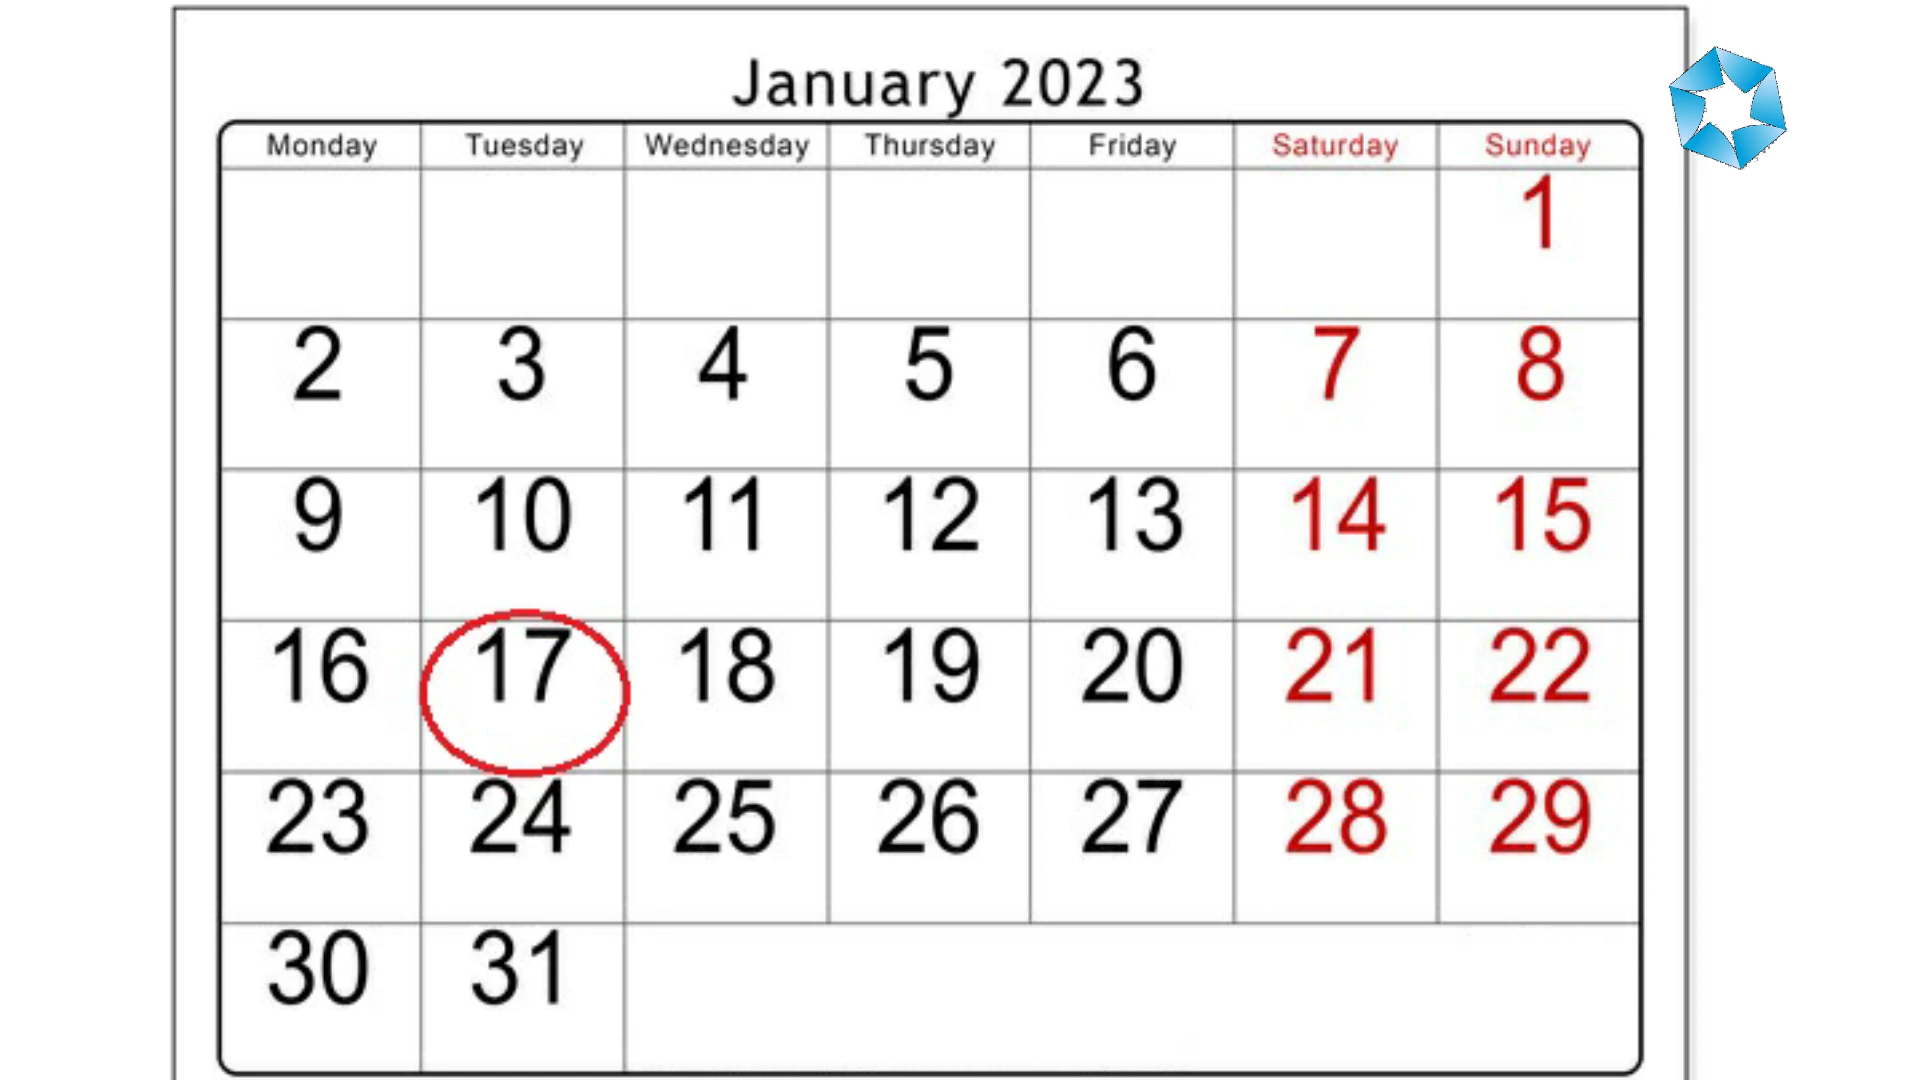 January 2023
Monday Tuesday Wednesday Thursday Friday Saturday Sunday
1
2 3 4 5 6 7 8
9 10 11 12 13 14 15
16 17 18 19 20 21 22
23 24 25 26 27 28 29
30 31